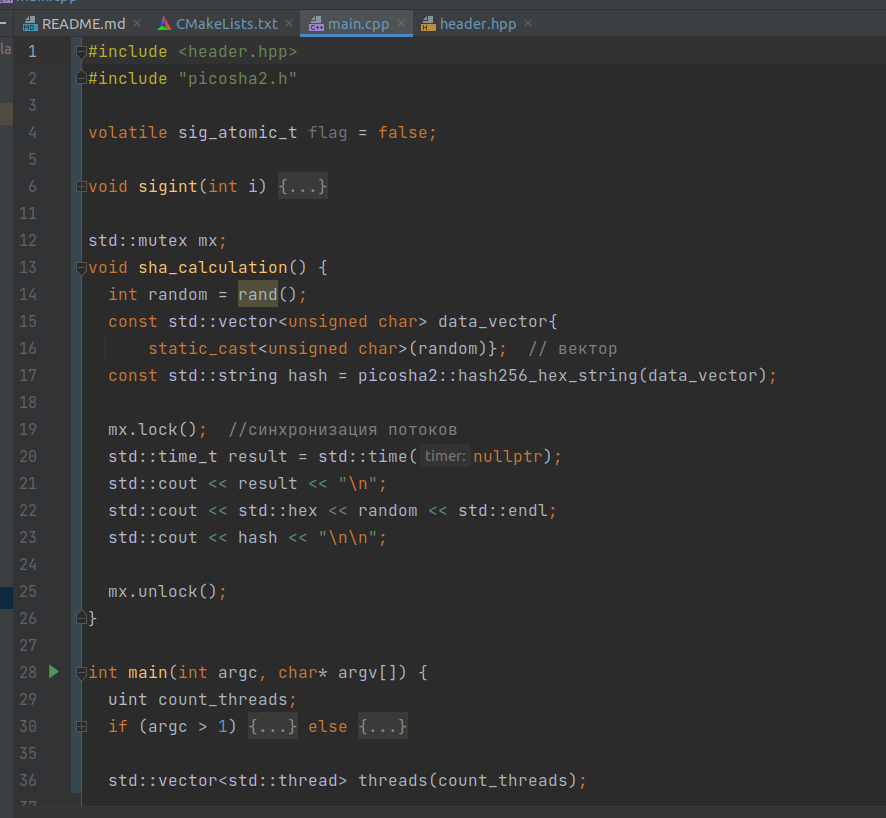 main.cpp
README.md CMakeLists.txt main.cpp header.hpp
la
1 #include <header.hpp>
2 #include "picosha2.h"
3
4 volatile sig_atomic_t flag = false;
5
6 void sigint(int i) {...}
11
12 std::mutex mx;
13 void sha_calculation() {
14 int random = rand();
15 const std::vector<unsigned char> data_vector{
16 static_cast<unsigned char>(random)}; // вектор
17 const std::string hash = picosha2::hash256_hex_string(data_vector);
18
19 mx.lock(); //синхронизация потоков
20 std::time_t result = std::time( timer: nullptr);
21 std::cout << result << "\n";
22 std::cout << std::hex << random << std::endl;
23 std::cout << hash << "\n\n";
24
25 mx.unlock();
26 }
27
28 int main(int argc, char* argv[]) {
29 uint count_threads;
30 if (argc > 1) {...} else {...}
35
36 std::vector<std::thread> threads(count_threads);
37